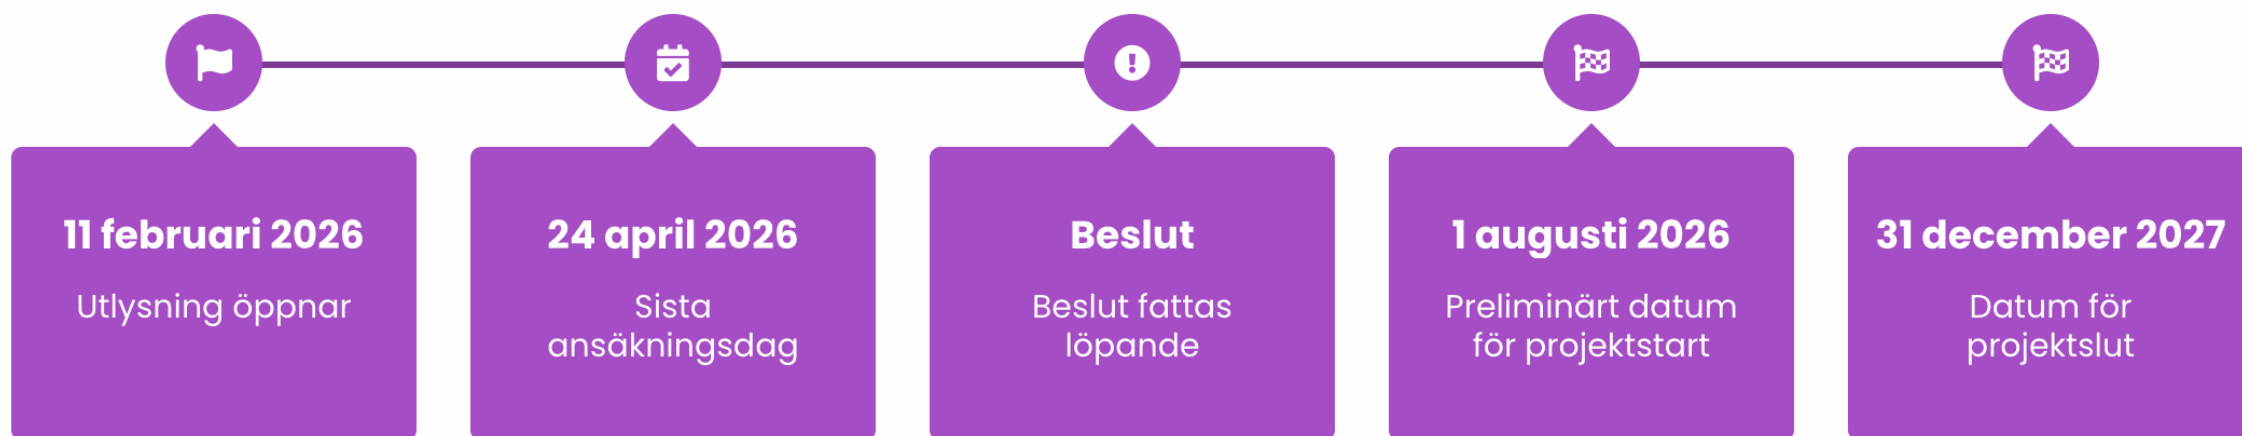 11 februari 2026
Utlysning öppnar
24 april 2026
Sista
ansäkningsdag
Beslut
Beslut fattas
löpande
1 augusti 2026
Preliminärt datum
för projektstart
31 december 2027
Datum för
projektslut